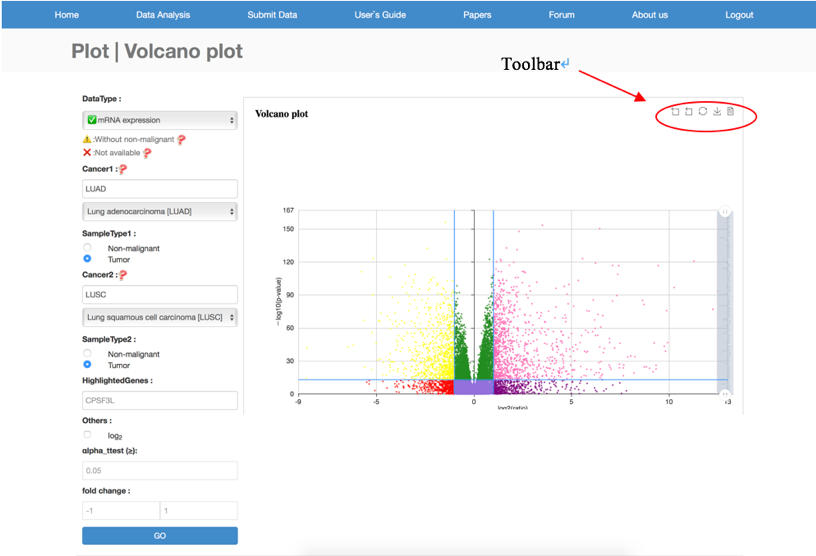 Home Data Analysis Submit Data User`s Guide Papers Forum About us Logout
Plot | Volcano plot
Toolbar
DataType :
mRNA expression
:Without non-malignant
:Not available
Cancer1 :
LUAD
Lung adenocarcinoma [LUAD]
SampleType1 :
Non-malignant
Tumor
Cancer2 :
LUSC
Lung squamous cell carcinoma [LUSC]
SampleType2 :
Non-malignant
Tumor
HighlightedGenes :
CPSF3L
Others :
log2
alpha_ttest (≥):
0.05
fold change :
-1 1
GO
Volcano plot
167
150
120
90
60
30
0
−log10(p-value)
-9 -5 0 5 10 13
log2(ratio)